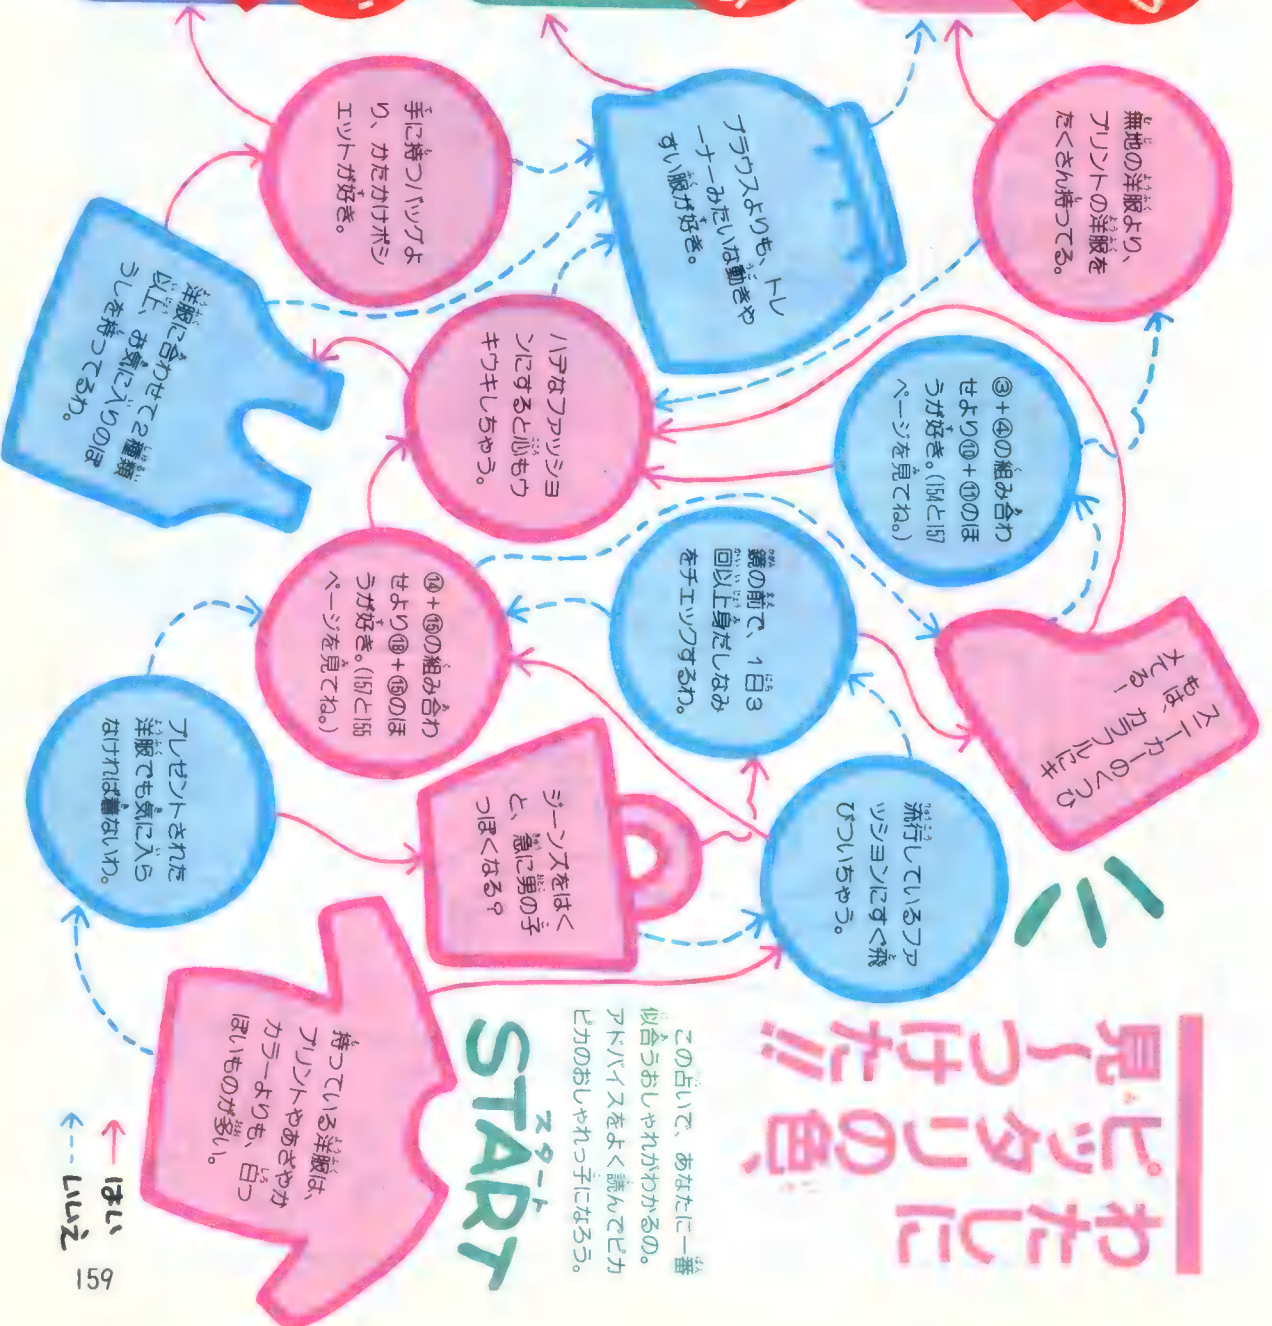 わたしに
ピッタリの色、
見〜つけた!!!
この占いで、あなたに一番
似合うおしゃれがわかるの。
アドバイスをよく読んでピカ
ピカのおしゃれっ子になろう。
スタート
START
持っている洋服は、
プリントやあざやか
カラーよりも、白っ
ぽいものが多い。
プレゼントされた
洋服でも気に入ら
なければ着ないわ。
ジーンズをはく
と、急に男の子
っぽくなる?
流行しているファ
ッションにすぐ飛
びついちゃう。
鏡の前で、1日3
回以上身だしなみ
をチェックするわ。
⑭+⑮の組み合わ
せより⑱+⑮のほ
うが好き。(157と155
ページを見てね。)
スニーカーのくつひ
もは、カラフルにキ
メてる!
③+④の組み合わ
せより⑩+⑪のほ
うが好き。(154と157
ページを見てね。)
ハデなファッショ
ンにすると心もウ
キウキしちゃう。
洋服に合わせて2種類
以上、お気に入りのぼ
うしを持ってるわ。
無地の洋服より、
プリントの洋服を
たくさん持ってる。
ブラウスよりも、トレ
ーナーみたいな動きや
すい服が好き。
手に持つバッグよ
り、かたかけポシ
ェットが好き。
はい
いいえ
159